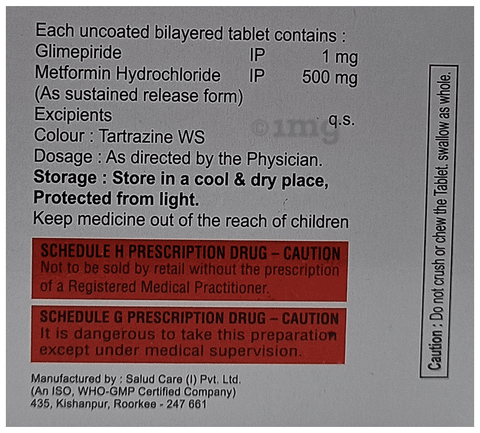 Each uncoated bilayered tablet contains :
Glimepiride IP 1 mg
Metformin Hydrochloride IP 500 mg
(As sustained release form)
Excipients q.s.
Colour : Tartrazine WS
Dosage : As directed by the Physician.
Storage : Store in a cool & dry place,
Protected from light.
Keep medicine out of the reach of children
SCHEDULE H PRESCRIPTION DRUG – CAUTION
Not to be sold by retail without the prescription
of a Registered Medical Practitioner.
SCHEDULE G PRESCRIPTION DRUG – CAUTION
It is dangerous to take this preparation
except under medical supervision.
Manufactured by : Salud Care (I) Pvt. Ltd.
(An ISO, WHO-GMP Certified Company)
435, Kishanpur, Roorkee - 247 661
Caution : Do not crush or chew the Tablet. swallow as whole.
©1mg